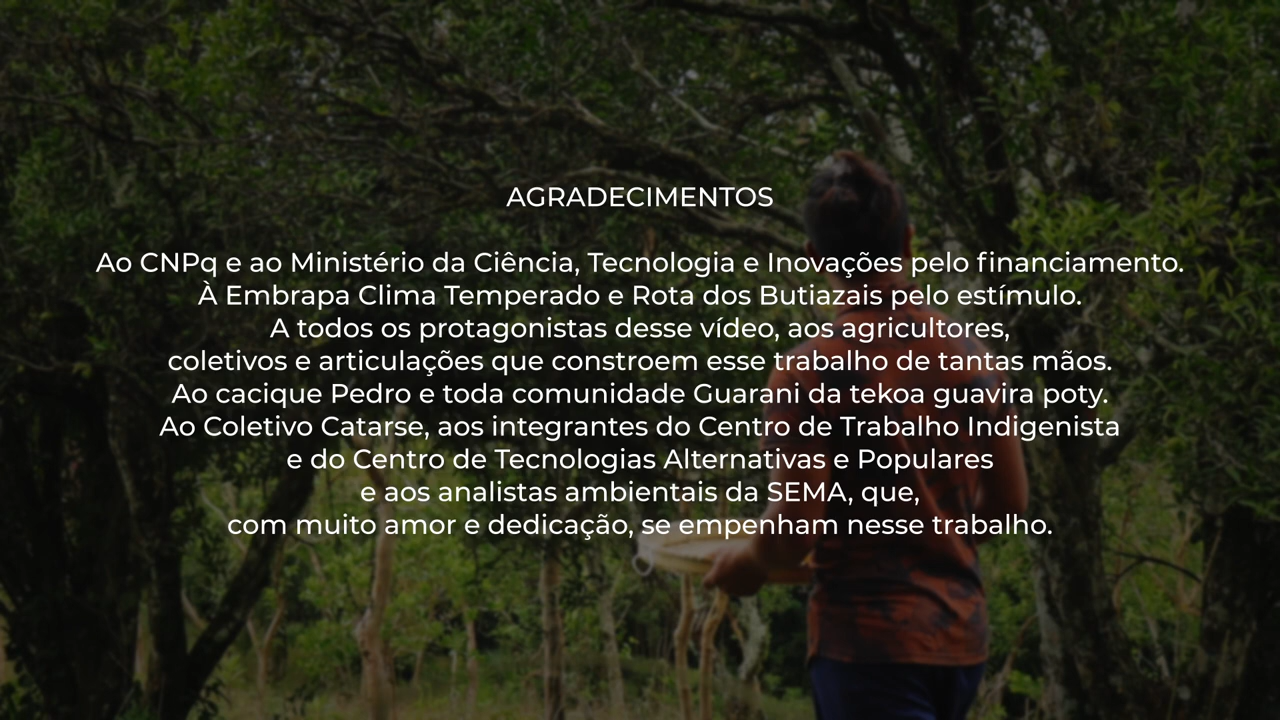 AGRADECIMENTOS
Ao CNPq e ao Ministério da Ciência, Tecnologia e Inovações pelo financiamento.
À Embrapa Clima Temperado e Rota dos Butiazais pelo estímulo.
A todos os protagonistas desse vídeo, aos agricultores,
coletivos e articulações que constroem esse trabalho de tantas mãos.
Ao cacique Pedro e toda comunidade Guarani da tekoa guavira poty.
Ao Coletivo Catarse, aos integrantes do Centro de Trabalho Indigenista
e do Centro de Tecnologias Alternativas e Populares
e aos analistas ambientais da SEMA, que,
com muito amor e dedicação, se empenham nesse trabalho.